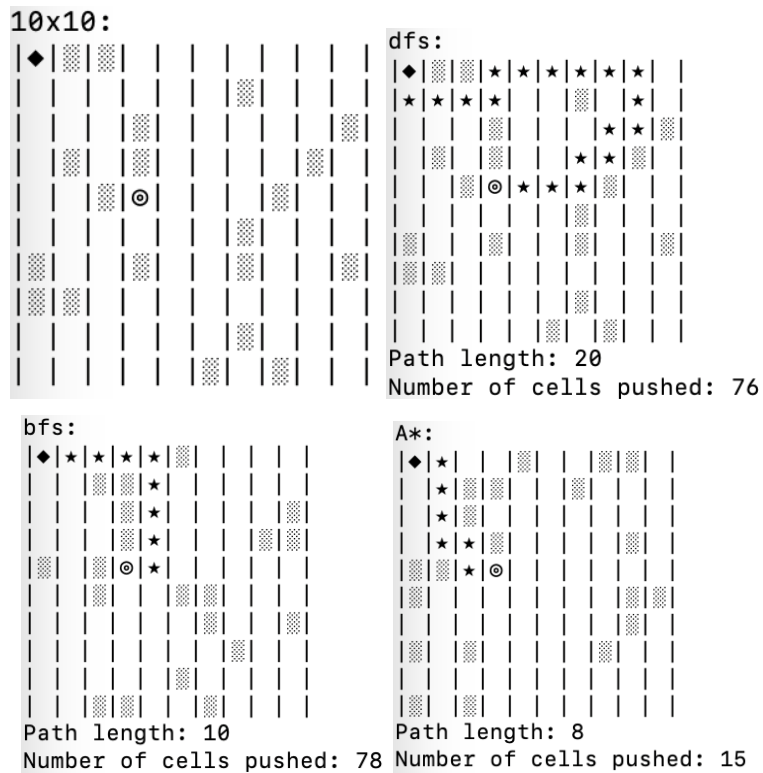 10x10:
dfs:
Path length: 20
Number of cells pushed: 76
bfs:
Path length: 10
Number of cells pushed: 78
A*:
Path length: 8
Number of cells pushed: 15